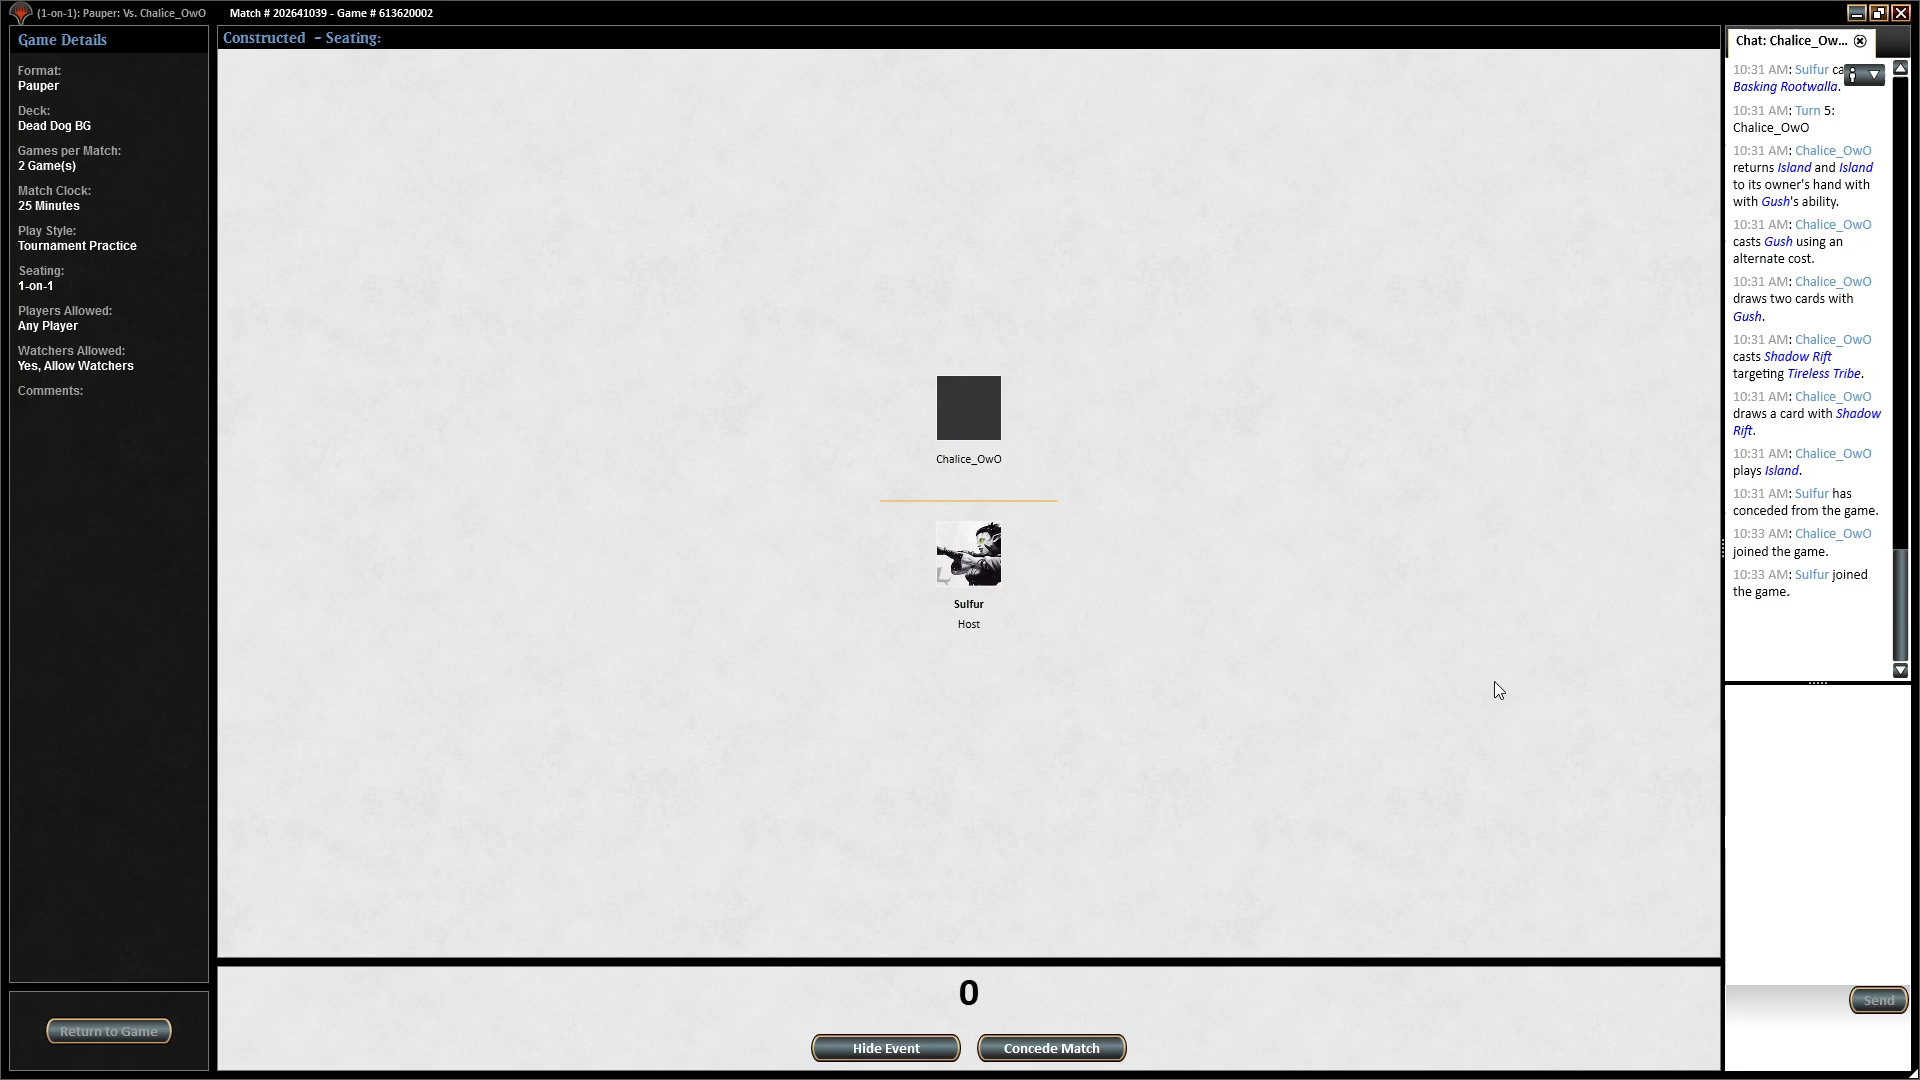 (1-on-1): Pauper: Vs. Chalice_OwO
Match # 202641039 - Game # 613620002
Game Details
Format:
Pauper
Deck:
Dead Dog BG
Games per Match:
2 Game(s)
Match Clock:
25 Minutes
Play Style:
Tournament Practice
Seating:
1-on-1
Players Allowed:
Any Player
Watchers Allowed:
Yes, Allow Watchers
Comments:
Return to Game
Constructed - Seating:
Chalice_OwO
Sulfur
Host
0
Hide Event
Concede Match
Chat: Chalice_Ow...
10:31 AM: Sulfur ca
Basking Rootwalla.
10:31 AM: Turn 5:
Chalice_OwO
10:31 AM: Chalice_OwO
returns Island and Island
to its owner's hand with
with Gush's ability.
10:31 AM: Chalice_OwO
casts Gush using an
alternate cost.
10:31 AM: Chalice_OwO
draws two cards with
Gush.
10:31 AM: Chalice_OwO
casts Shadow Rift
targeting Tireless Tribe.
10:31 AM: Chalice_OwO
draws a card with Shadow
Rift.
10:31 AM: Chalice_OwO
plays Island.
10:31 AM: Sulfur has
conceded from the game.
10:33 AM: Chalice_OwO
joined the game.
10:33 AM: Sulfur joined
the game.
Send